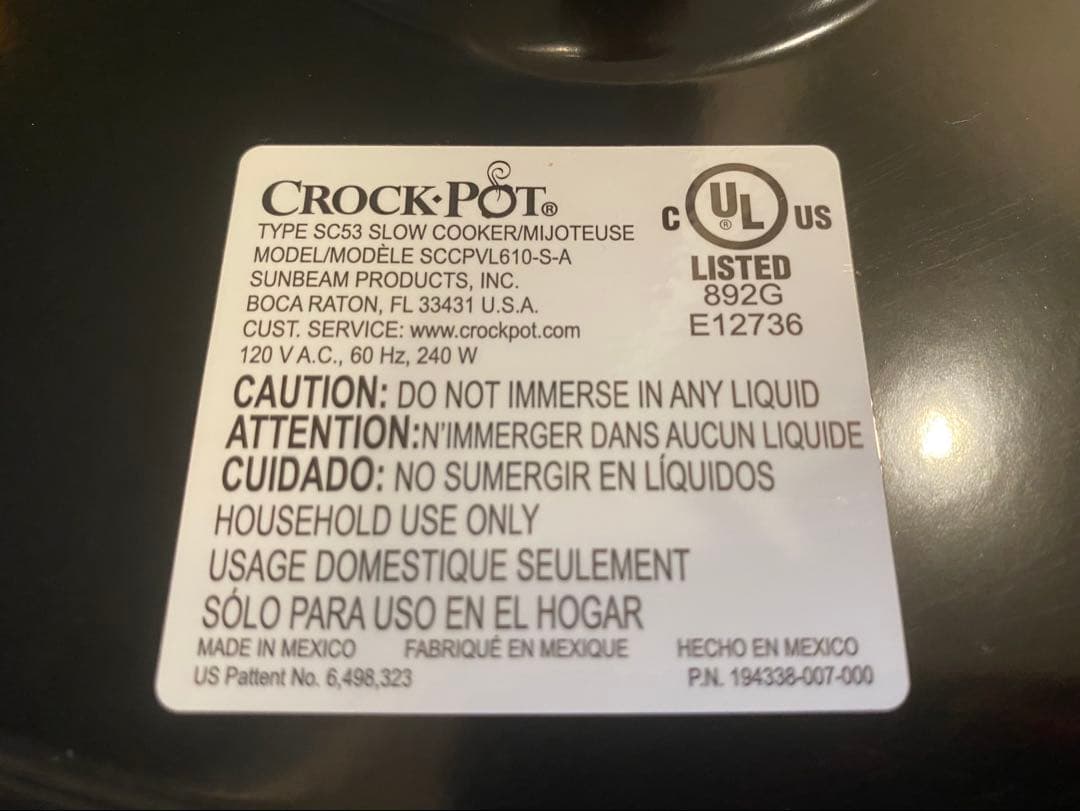 CROCK•POT®
TYPE SC53 SLOW COOKER/MIJOTEUSE
MODEL/MODÈLE SCCPVL610-S-A
SUNBEAM PRODUCTS, INC.
BOCA RATON, FL 33431 U.S.A.
CUST. SERVICE: www.crockpot.com
120 V A.C., 60 Hz, 240 W
C UL® US
LISTED
892G
E12736
CAUTION: DO NOT IMMERSE IN ANY LIQUID
ATTENTION:N'IMMERGER DANS AUCUN LIQUIDE
CUIDADO: NO SUMERGIR EN LÍQUIDOS
HOUSEHOLD USE ONLY
USAGE DOMESTIQUE SEULEMENT
SÓLO PARA USO EN EL HOGAR
MADE IN MEXICO FABRIQUÉ EN MEXIQUE HECHO EN MEXICO
US Pattent No. 6,498,323 P.N. 194338-007-000